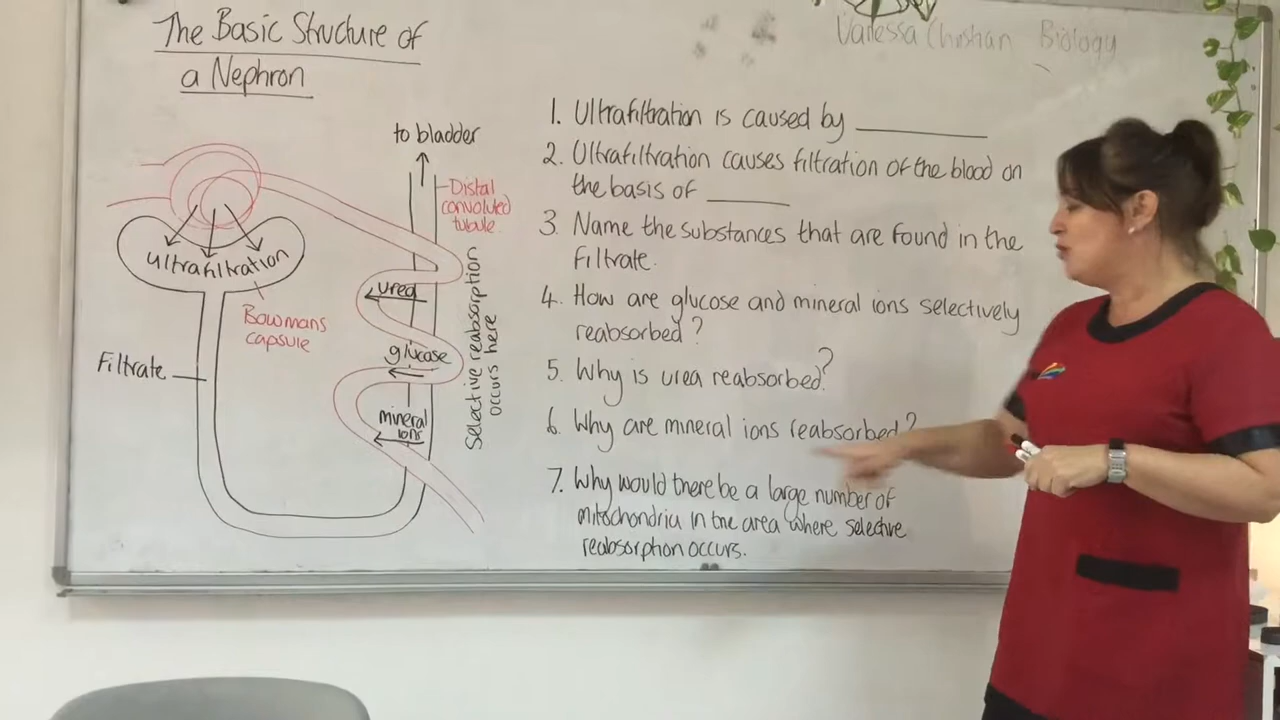 The Basic Structure of
a Nephron
to bladder
Distal
convoluted
tubule
ultrafiltration
Bowmans
capsule
Filtrate
urea
glucose
mineral
ions
Selective reabsorption
occurs here
Vanessa Christian Biology
1. Ultrafiltration is caused by ___________
2. Ultrafiltration causes filtration of the blood on
the basis of _______
3. Name the substances that are found in the
filtrate.
4. How are glucose and mineral ions selectively
reabsorbed?
5. Why is urea reabsorbed?
6. Why are mineral ions reabsorbed?
7. Why would there be a large number of
mitochondria in the area where selective
reabsorption occurs.